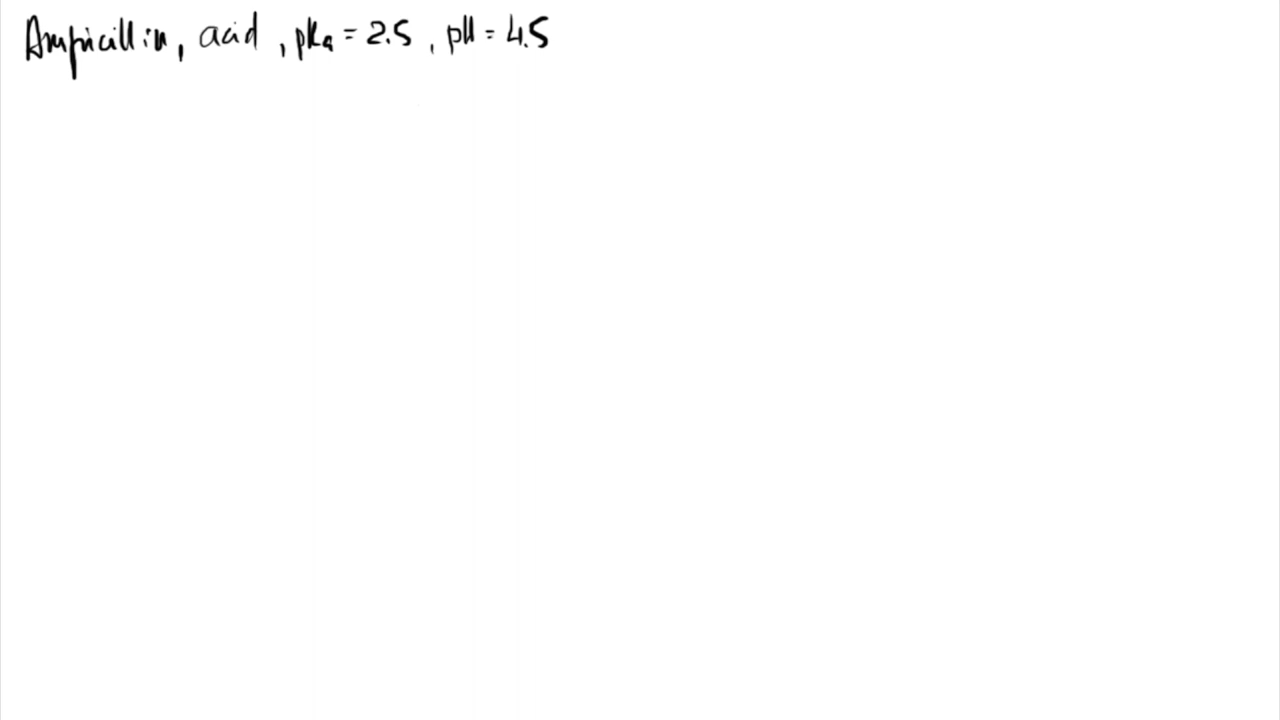 Ampicillin, acid, pKa = 2.5, pH = 4.5